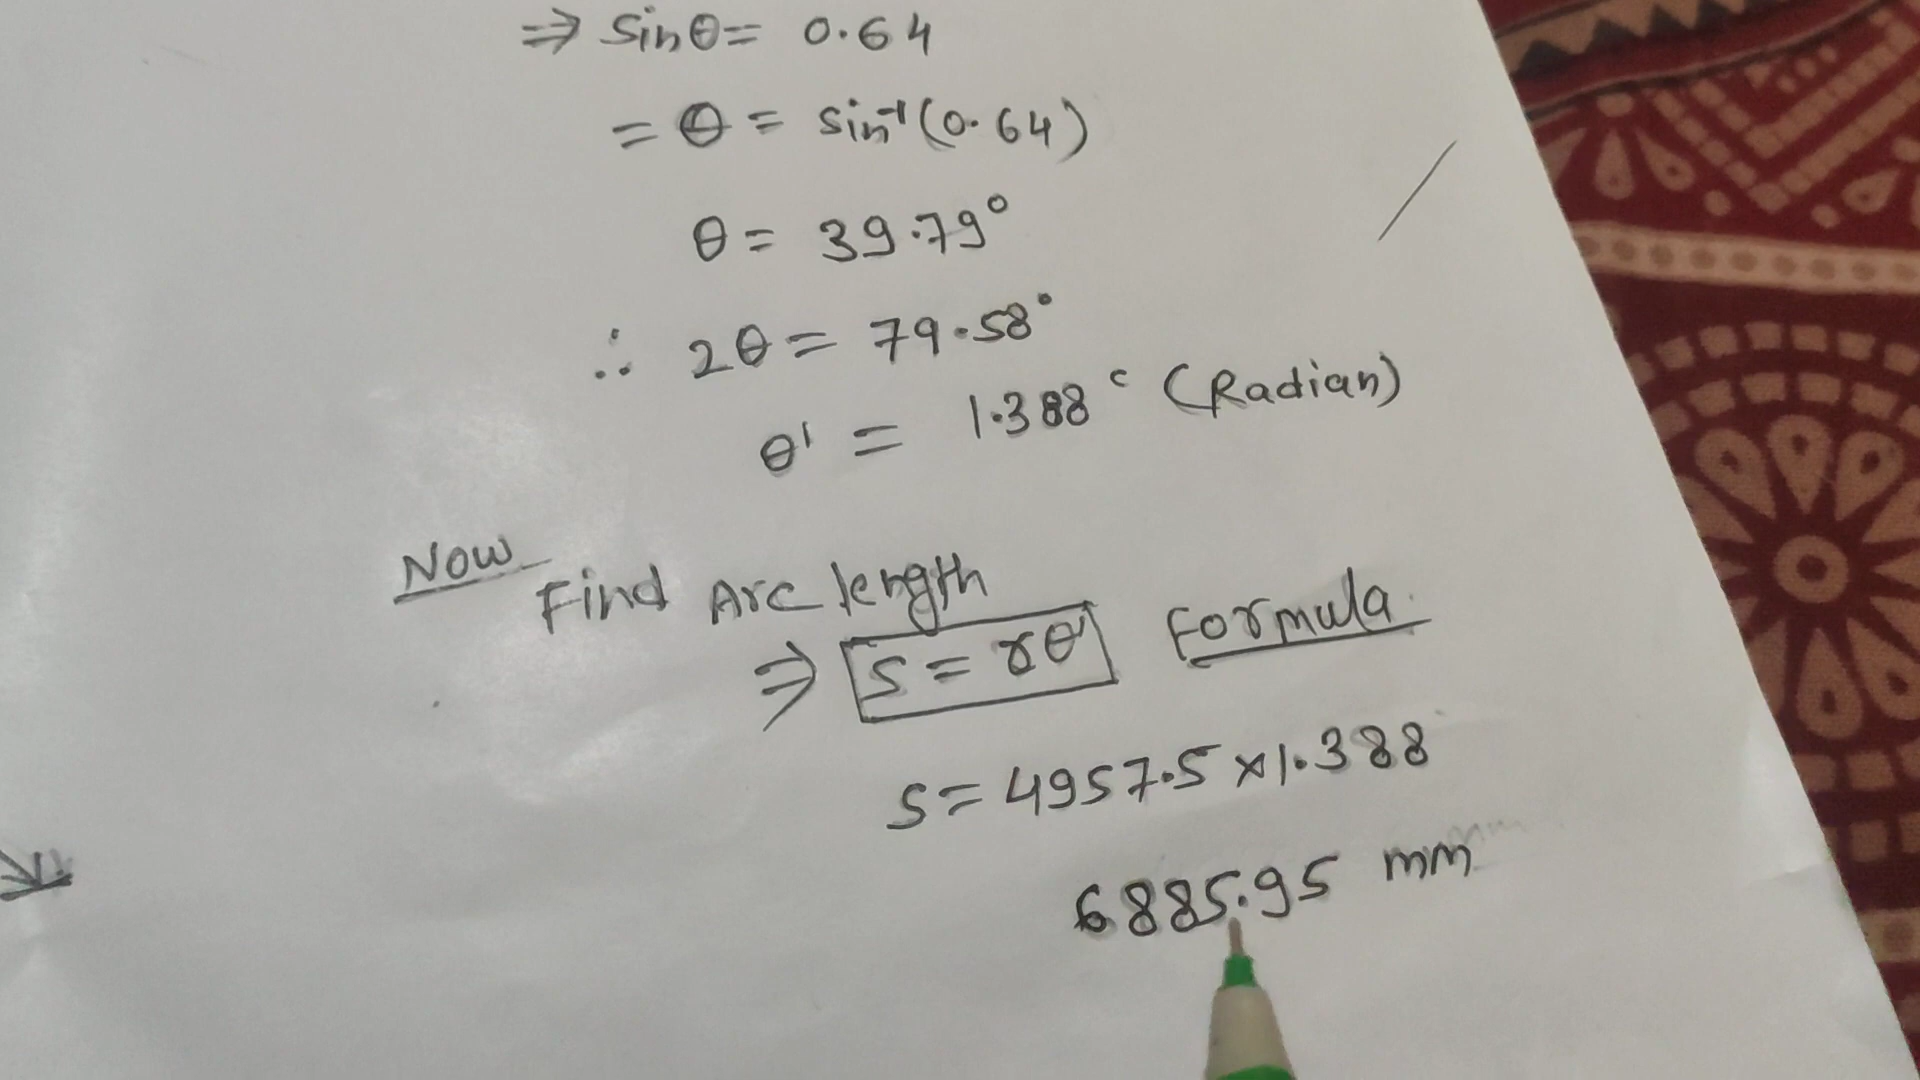 ⇒ Sinθ = 0.64
= θ = sin⁻¹(0.64)
θ = 39.79°
∴ 2θ = 79.58°
θ' = 1.388ᶜ (Radian)
Now
Find Arc length
⇒ S = rθ' Formula
S = 4957.5 × 1.388
6885.95 mm